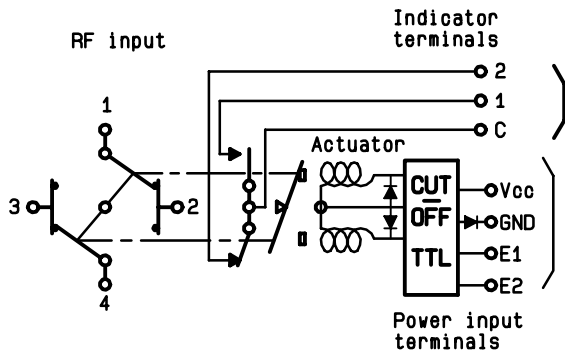 Indicator
terminals
RF input
2
1
1
C
Actuator
CUT
OFF
TTL
Vcc
GND
E1
E2
3
2
4
Power input
terminals